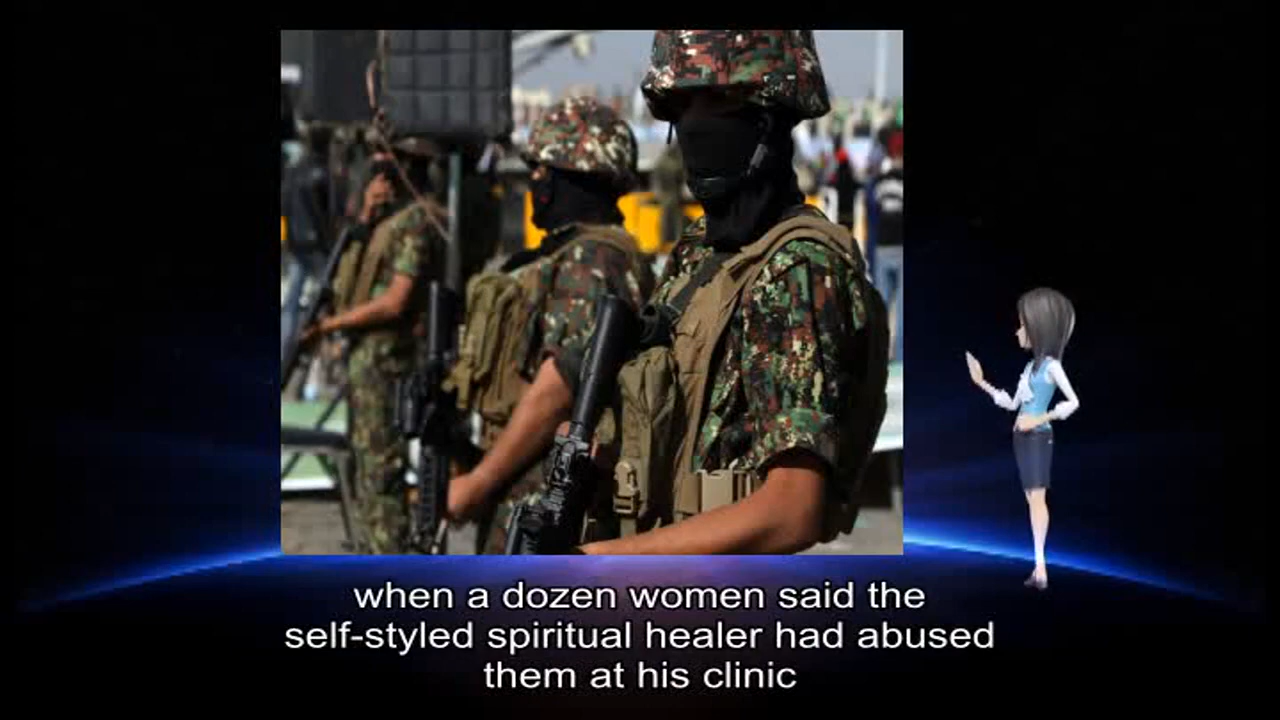 when a dozen women said the
self-styled spiritual healer had abused
them at his clinic